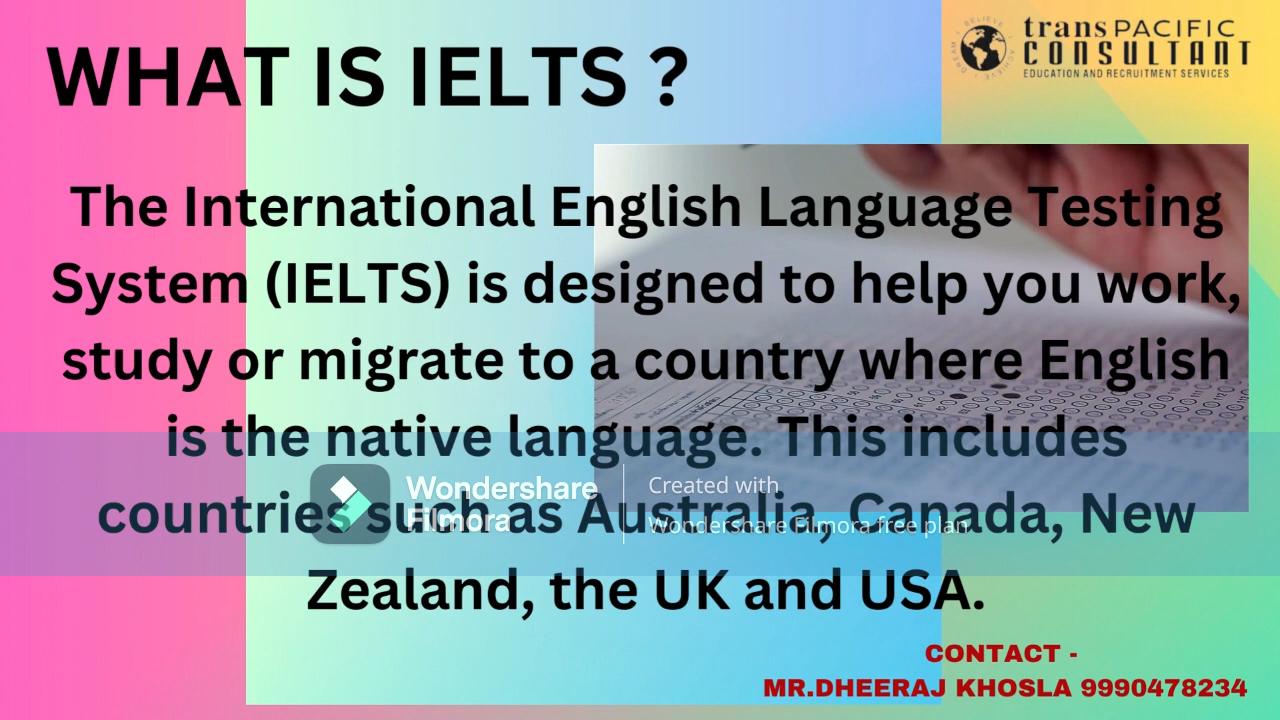 WHAT IS IELTS ?
trans PACIFIC
CONSULTANT
EDUCATION AND RECRUITMENT SERVICES
DREAM · BELIEVE · ACHIEVE ·
The International English Language Testing
System (IELTS) is designed to help you work,
study or migrate to a country where English
is the native language. This includes
countries such as Australia, Canada, New
Zealand, the UK and USA.
Wondershare
Filmora
Created with
Wondershare Filmora free plan
CONTACT -
MR.DHEERAJ KHOSLA 9990478234